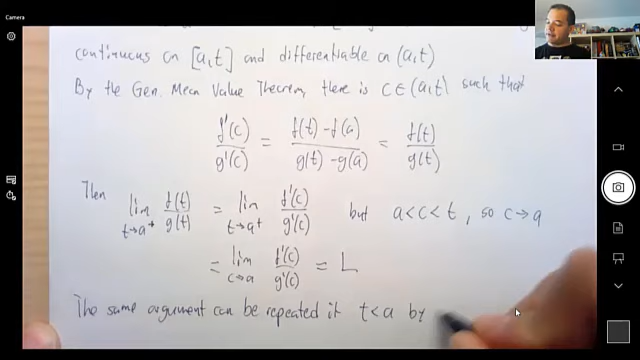 Camera
continuous on [a,t] and differentiable on (a,t)
By the Gen. Mean Value Theorem, there is c∈(a,t) such that
f'(c)/g'(c) = (f(t)-f(a))/(g(t)-g(a)) = f(t)/g(t)
Then lim t→a⁺ f(t)/g(t) = lim t→a⁺ f'(c)/g'(c) but a<c<t, so c→a
= lim c→a f'(c)/g'(c) = L
The same argument can be repeated if t<a by